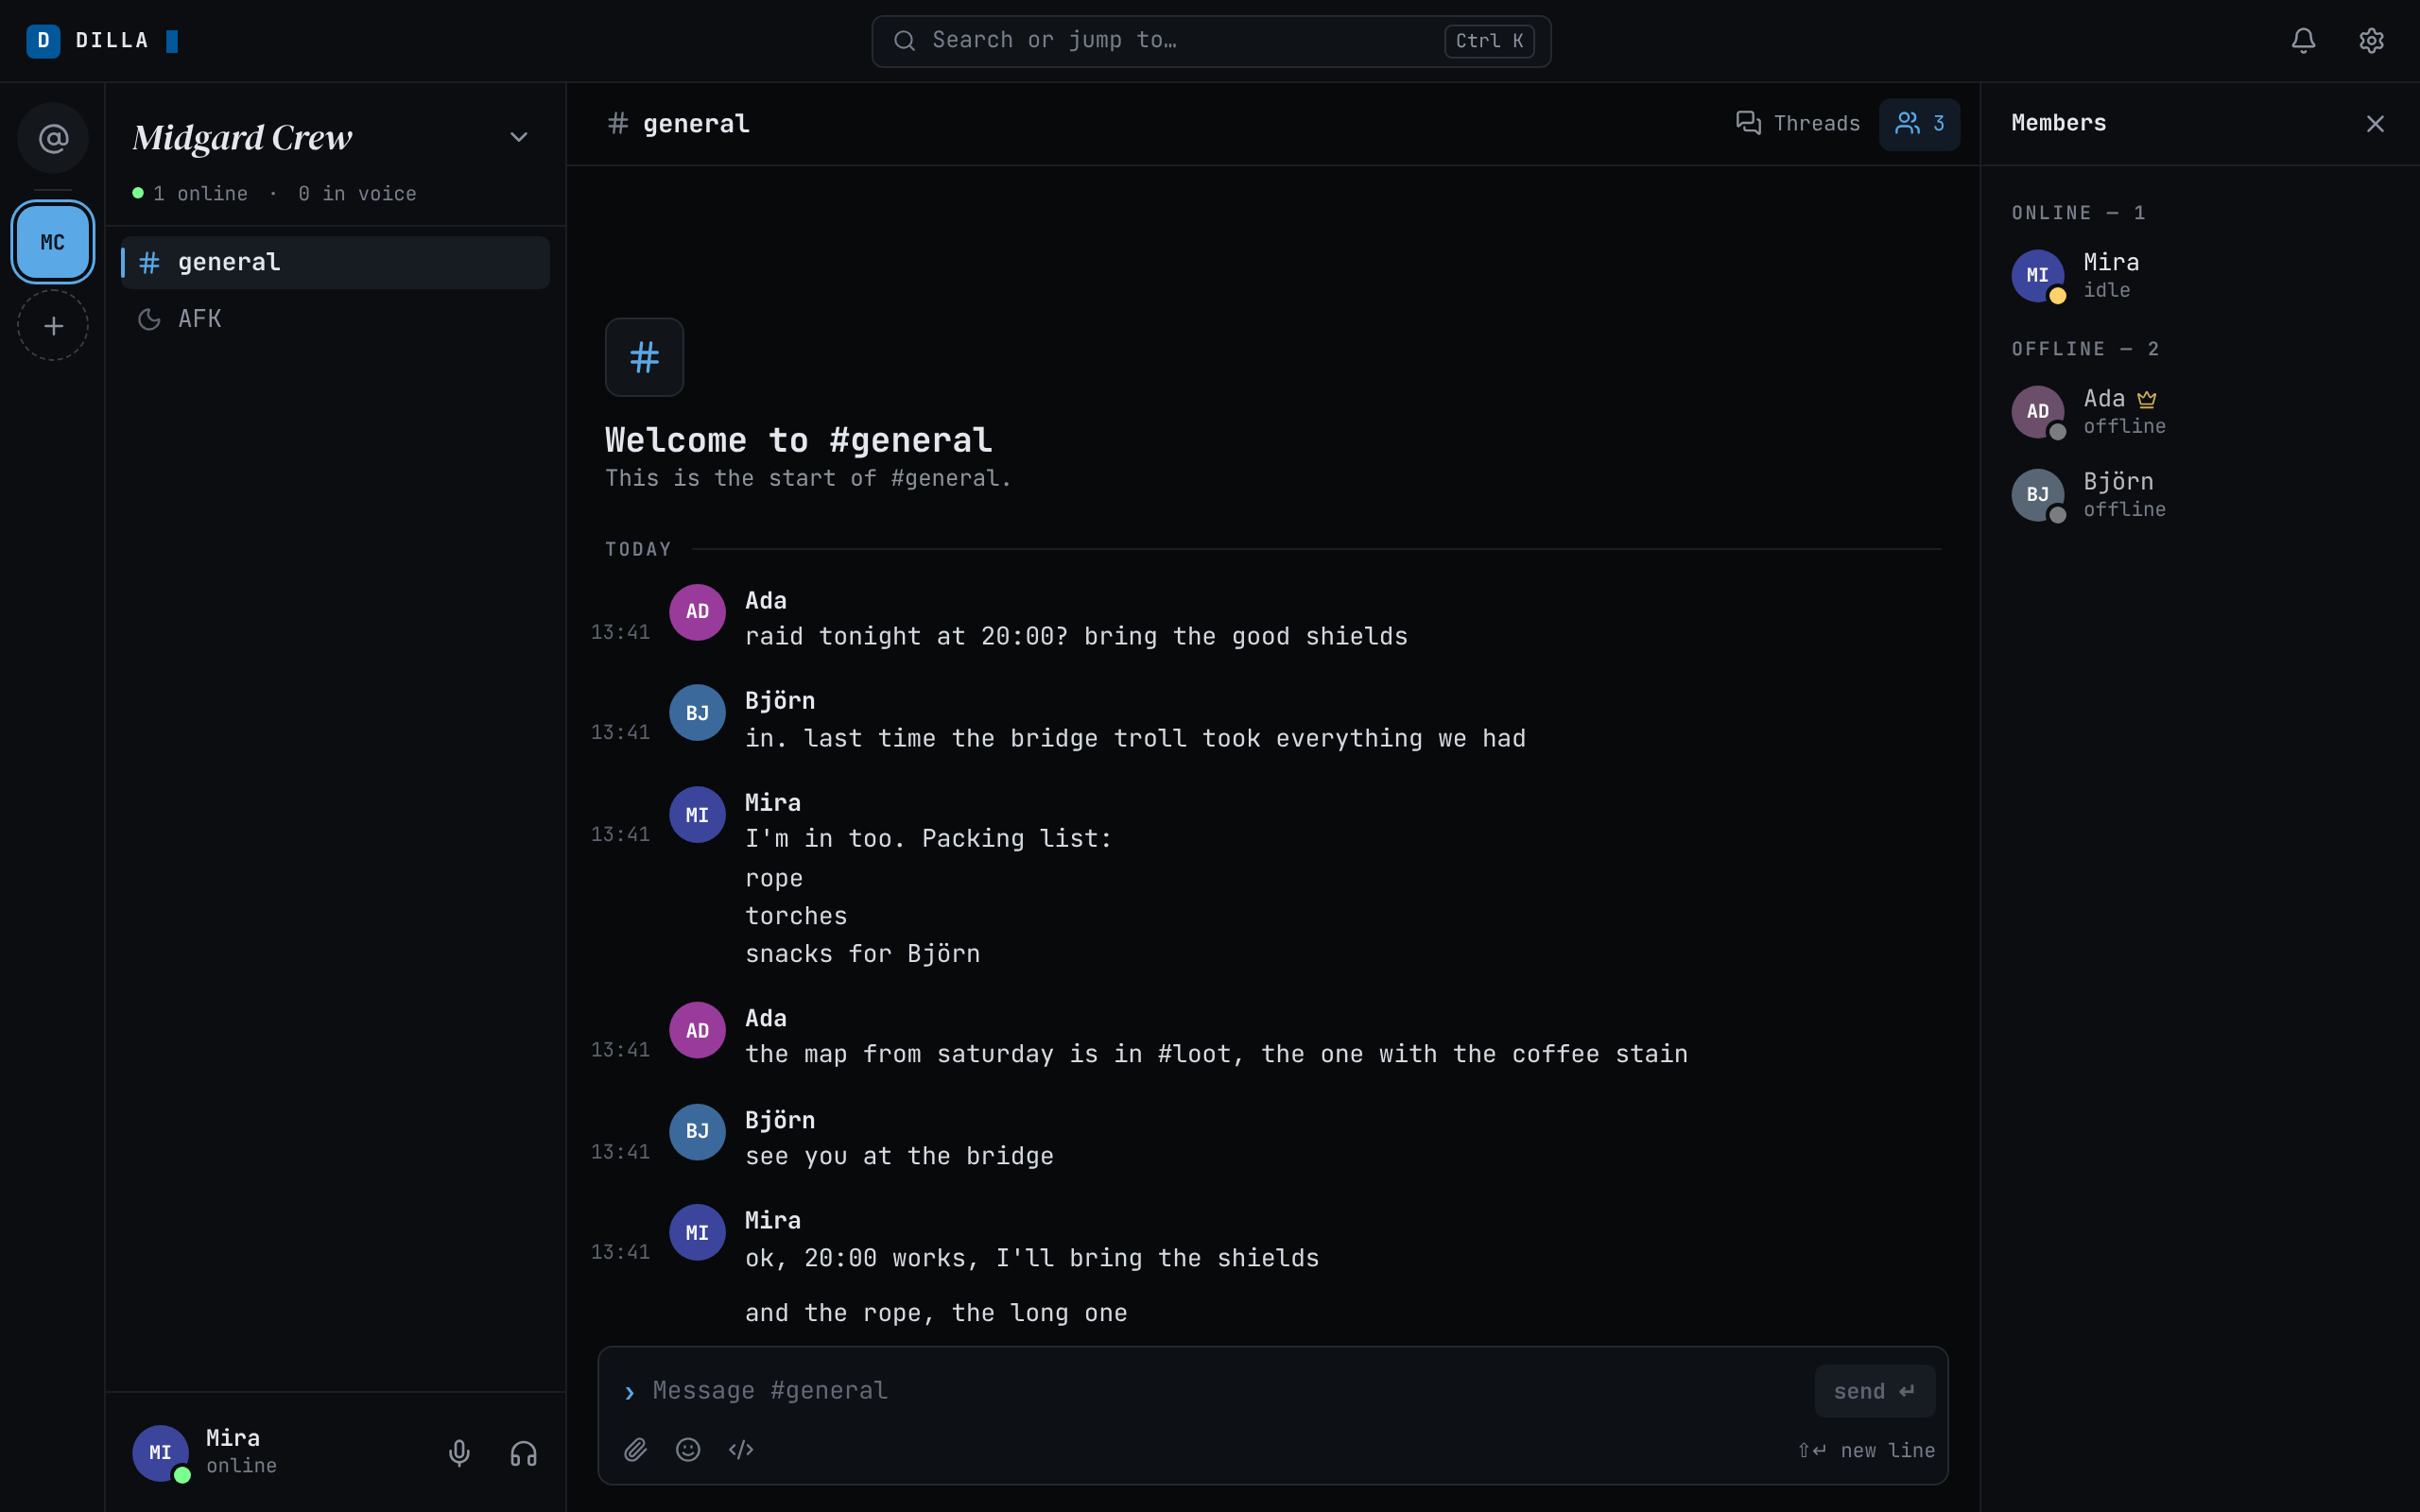 D DILLA
Search or jump to… Ctrl K
@
MC
Midgard Crew
1 online · 0 in voice
# general
AFK
Mira
online
MI
# general
Threads
3
#
Welcome to #general
This is the start of #general.
TODAY
AD
Ada
13:41
raid tonight at 20:00? bring the good shields
BJ
Björn
13:41
in. last time the bridge troll took everything we had
MI
Mira
13:41
I'm in too. Packing list:
rope
torches
snacks for Björn
AD
Ada
13:41
the map from saturday is in #loot, the one with the coffee stain
BJ
Björn
13:41
see you at the bridge
MI
Mira
13:41
ok, 20:00 works, I'll bring the shields
and the rope, the long one
› Message #general
send ↵
⇧↵ new line
Members
ONLINE — 1
MI
Mira
idle
OFFLINE — 2
AD
Ada
offline
BJ
Björn
offline